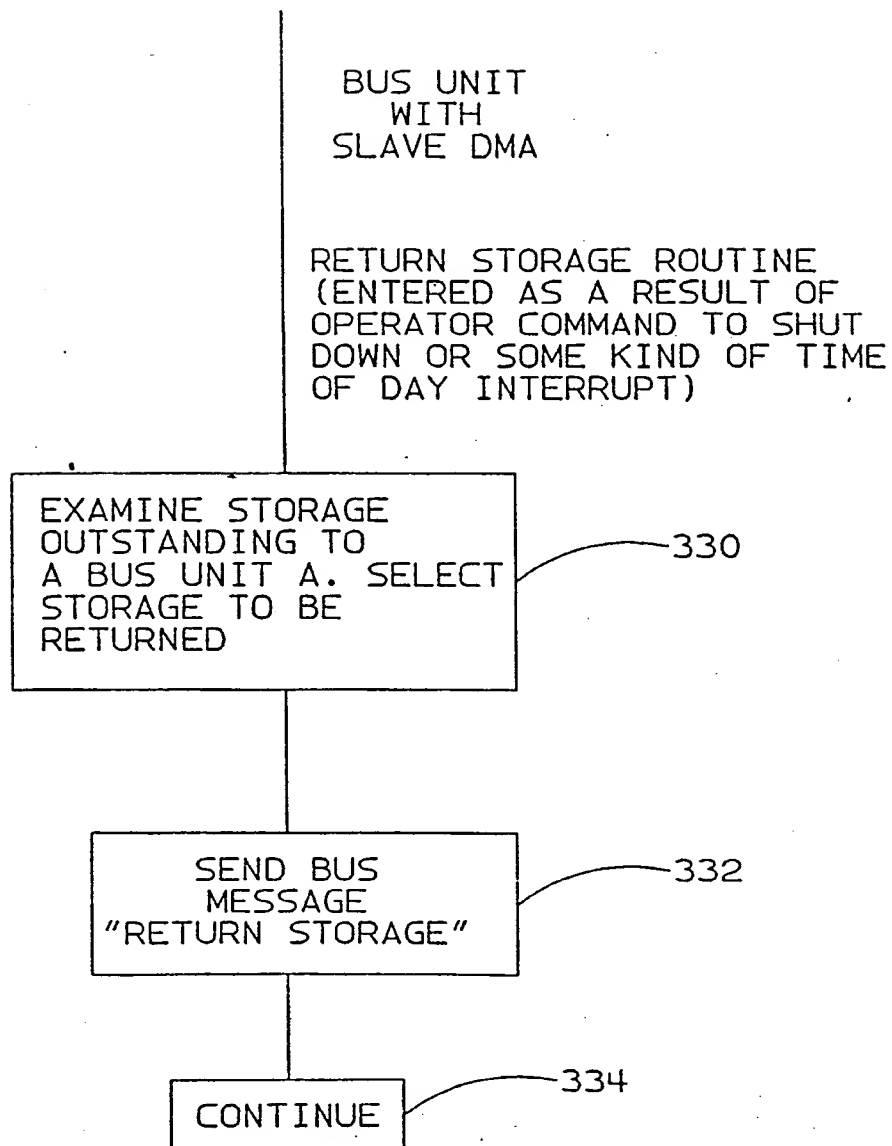 BUS UNIT
WITH
SLAVE DMA
RETURN STORAGE ROUTINE
(ENTERED AS A RESULT OF
OPERATOR COMMAND TO SHUT
DOWN OR SOME KIND OF TIME
OF DAY INTERRUPT)
EXAMINE STORAGE
OUTSTANDING TO
A BUS UNIT A. SELECT
STORAGE TO BE
RETURNED
330
SEND BUS
MESSAGE
"RETURN STORAGE"
332
CONTINUE
334